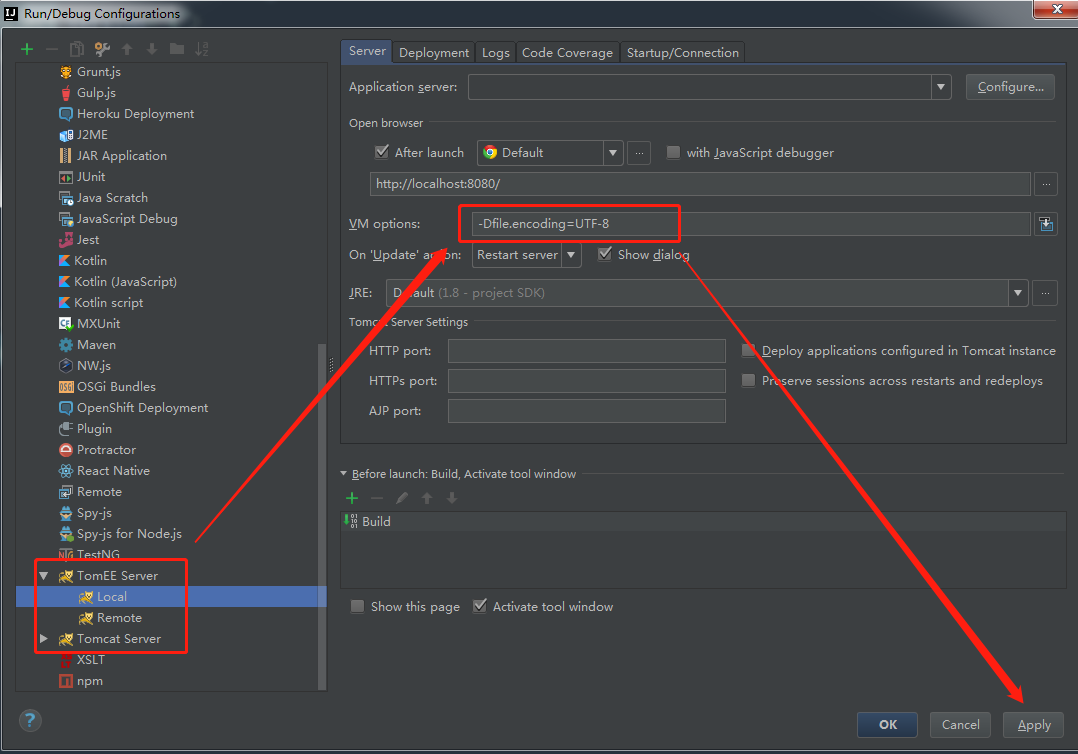 Run/Debug Configurations
Grunt.js
Gulp.js
Heroku Deployment
J2ME
JAR Application
JUnit
Java Scratch
JavaScript Debug
Jest
Kotlin
Kotlin (JavaScript)
Kotlin script
MXUnit
Maven
NW.js
OSGi Bundles
OpenShift Deployment
Plugin
Protractor
React Native
Remote
Spy-js
Spy-js for Node.js
TestNG
TomEE Server
Local
Remote
Tomcat Server
XSLT
npm
Server Deployment Logs Code Coverage Startup/Connection
Application server: Configure...
Open browser
After launch Default ... with JavaScript debugger
http://localhost:8080/ ...
VM options: -Dfile.encoding=UTF-8
On 'Update' action: Restart server Show dialog
JRE: Default (1.8 - project SDK) ...
Tomcat Server Settings
HTTP port: Deploy applications configured in Tomcat instance
HTTPs port: Preserve sessions across restarts and redeploys
AJP port:
Before launch: Build, Activate tool window
Build
Show this page Activate tool window
? OK Cancel Apply